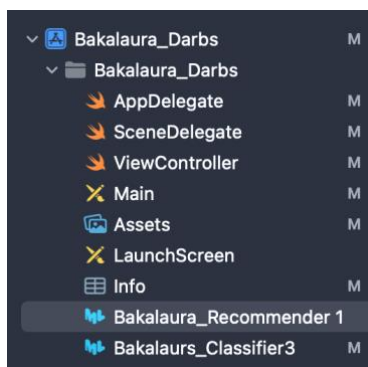 Bakalaura_Darbs M
Bakalaura_Darbs
AppDelegate M
SceneDelegate M
ViewController M
Main M
Assets M
LaunchScreen
Info M
Bakalaura_Recommender 1
Bakalaurs_Classifier3 M